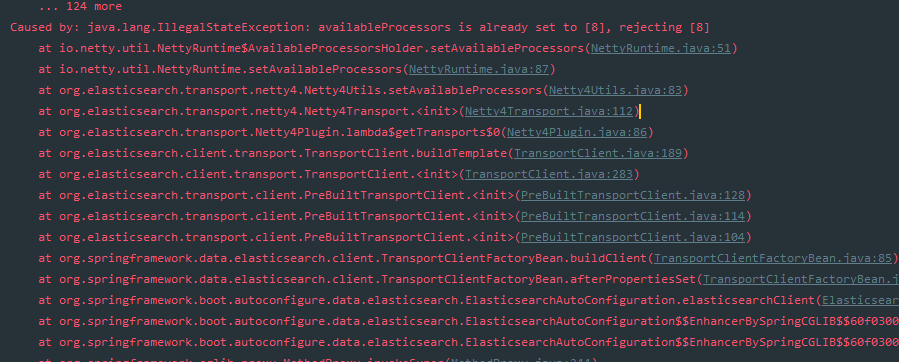 ... 124 more
Caused by: java.lang.IllegalStateException: availableProcessors is already set to [8], rejecting [8]
at io.netty.util.NettyRuntime$AvailableProcessorsHolder.setAvailableProcessors(NettyRuntime.java:51)
at io.netty.util.NettyRuntime.setAvailableProcessors(NettyRuntime.java:87)
at org.elasticsearch.transport.netty4.Netty4Utils.setAvailableProcessors(Netty4Utils.java:83)
at org.elasticsearch.transport.netty4.Netty4Transport.<init>(Netty4Transport.java:112)
at org.elasticsearch.transport.Netty4Plugin.lambda$getTransports$0(Netty4Plugin.java:86)
at org.elasticsearch.client.transport.TransportClient.buildTemplate(TransportClient.java:189)
at org.elasticsearch.client.transport.TransportClient.<init>(TransportClient.java:283)
at org.elasticsearch.transport.client.PreBuiltTransportClient.<init>(PreBuiltTransportClient.java:128)
at org.elasticsearch.transport.client.PreBuiltTransportClient.<init>(PreBuiltTransportClient.java:114)
at org.elasticsearch.transport.client.PreBuiltTransportClient.<init>(PreBuiltTransportClient.java:104)
at org.springframework.data.elasticsearch.client.TransportClientFactoryBean.buildClient(TransportClientFactoryBean.java:85)
at org.springframework.data.elasticsearch.client.TransportClientFactoryBean.afterPropertiesSet(TransportClientFactoryBean.j
at org.springframework.boot.autoconfigure.data.elasticsearch.ElasticsearchAutoConfiguration.elasticsearchClient(Elasticsear
at org.springframework.boot.autoconfigure.data.elasticsearch.ElasticsearchAutoConfiguration$$EnhancerBySpringCGLIB$$60f0300
at org.springframework.boot.autoconfigure.data.elasticsearch.ElasticsearchAutoConfiguration$$EnhancerBySpringCGLIB$$60f0300